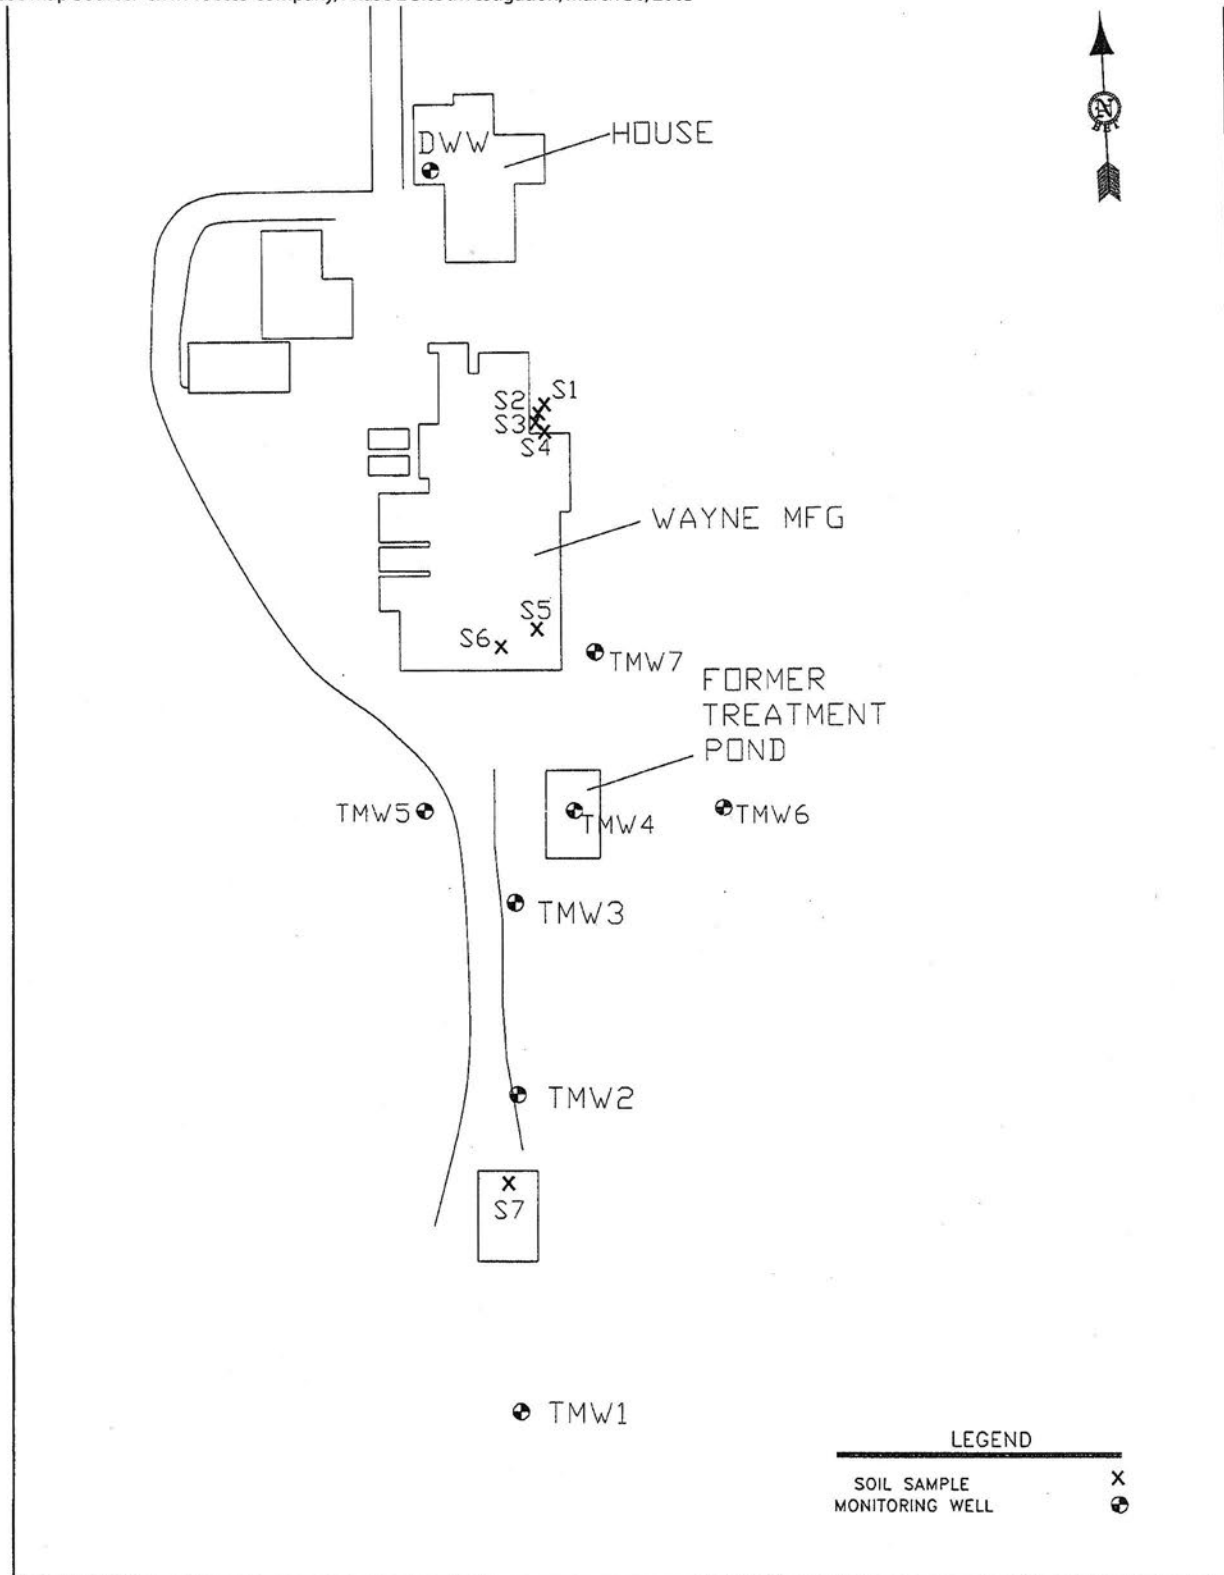 DWW
HOUSE
N
S1
S2
S3
S4
WAYNE MFG
S5
S6
TMW7
FORMER
TREATMENT
POND
TMW5
TMW4
TMW6
TMW3
TMW2
S7
TMW1
LEGEND
SOIL SAMPLE X
MONITORING WELL